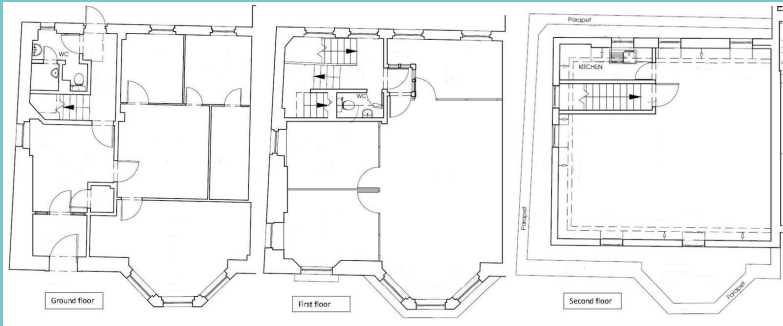 WC
Ground floor
WC
First floor
Parapet
KITCHEN
Parapet
Parapet
Second floor